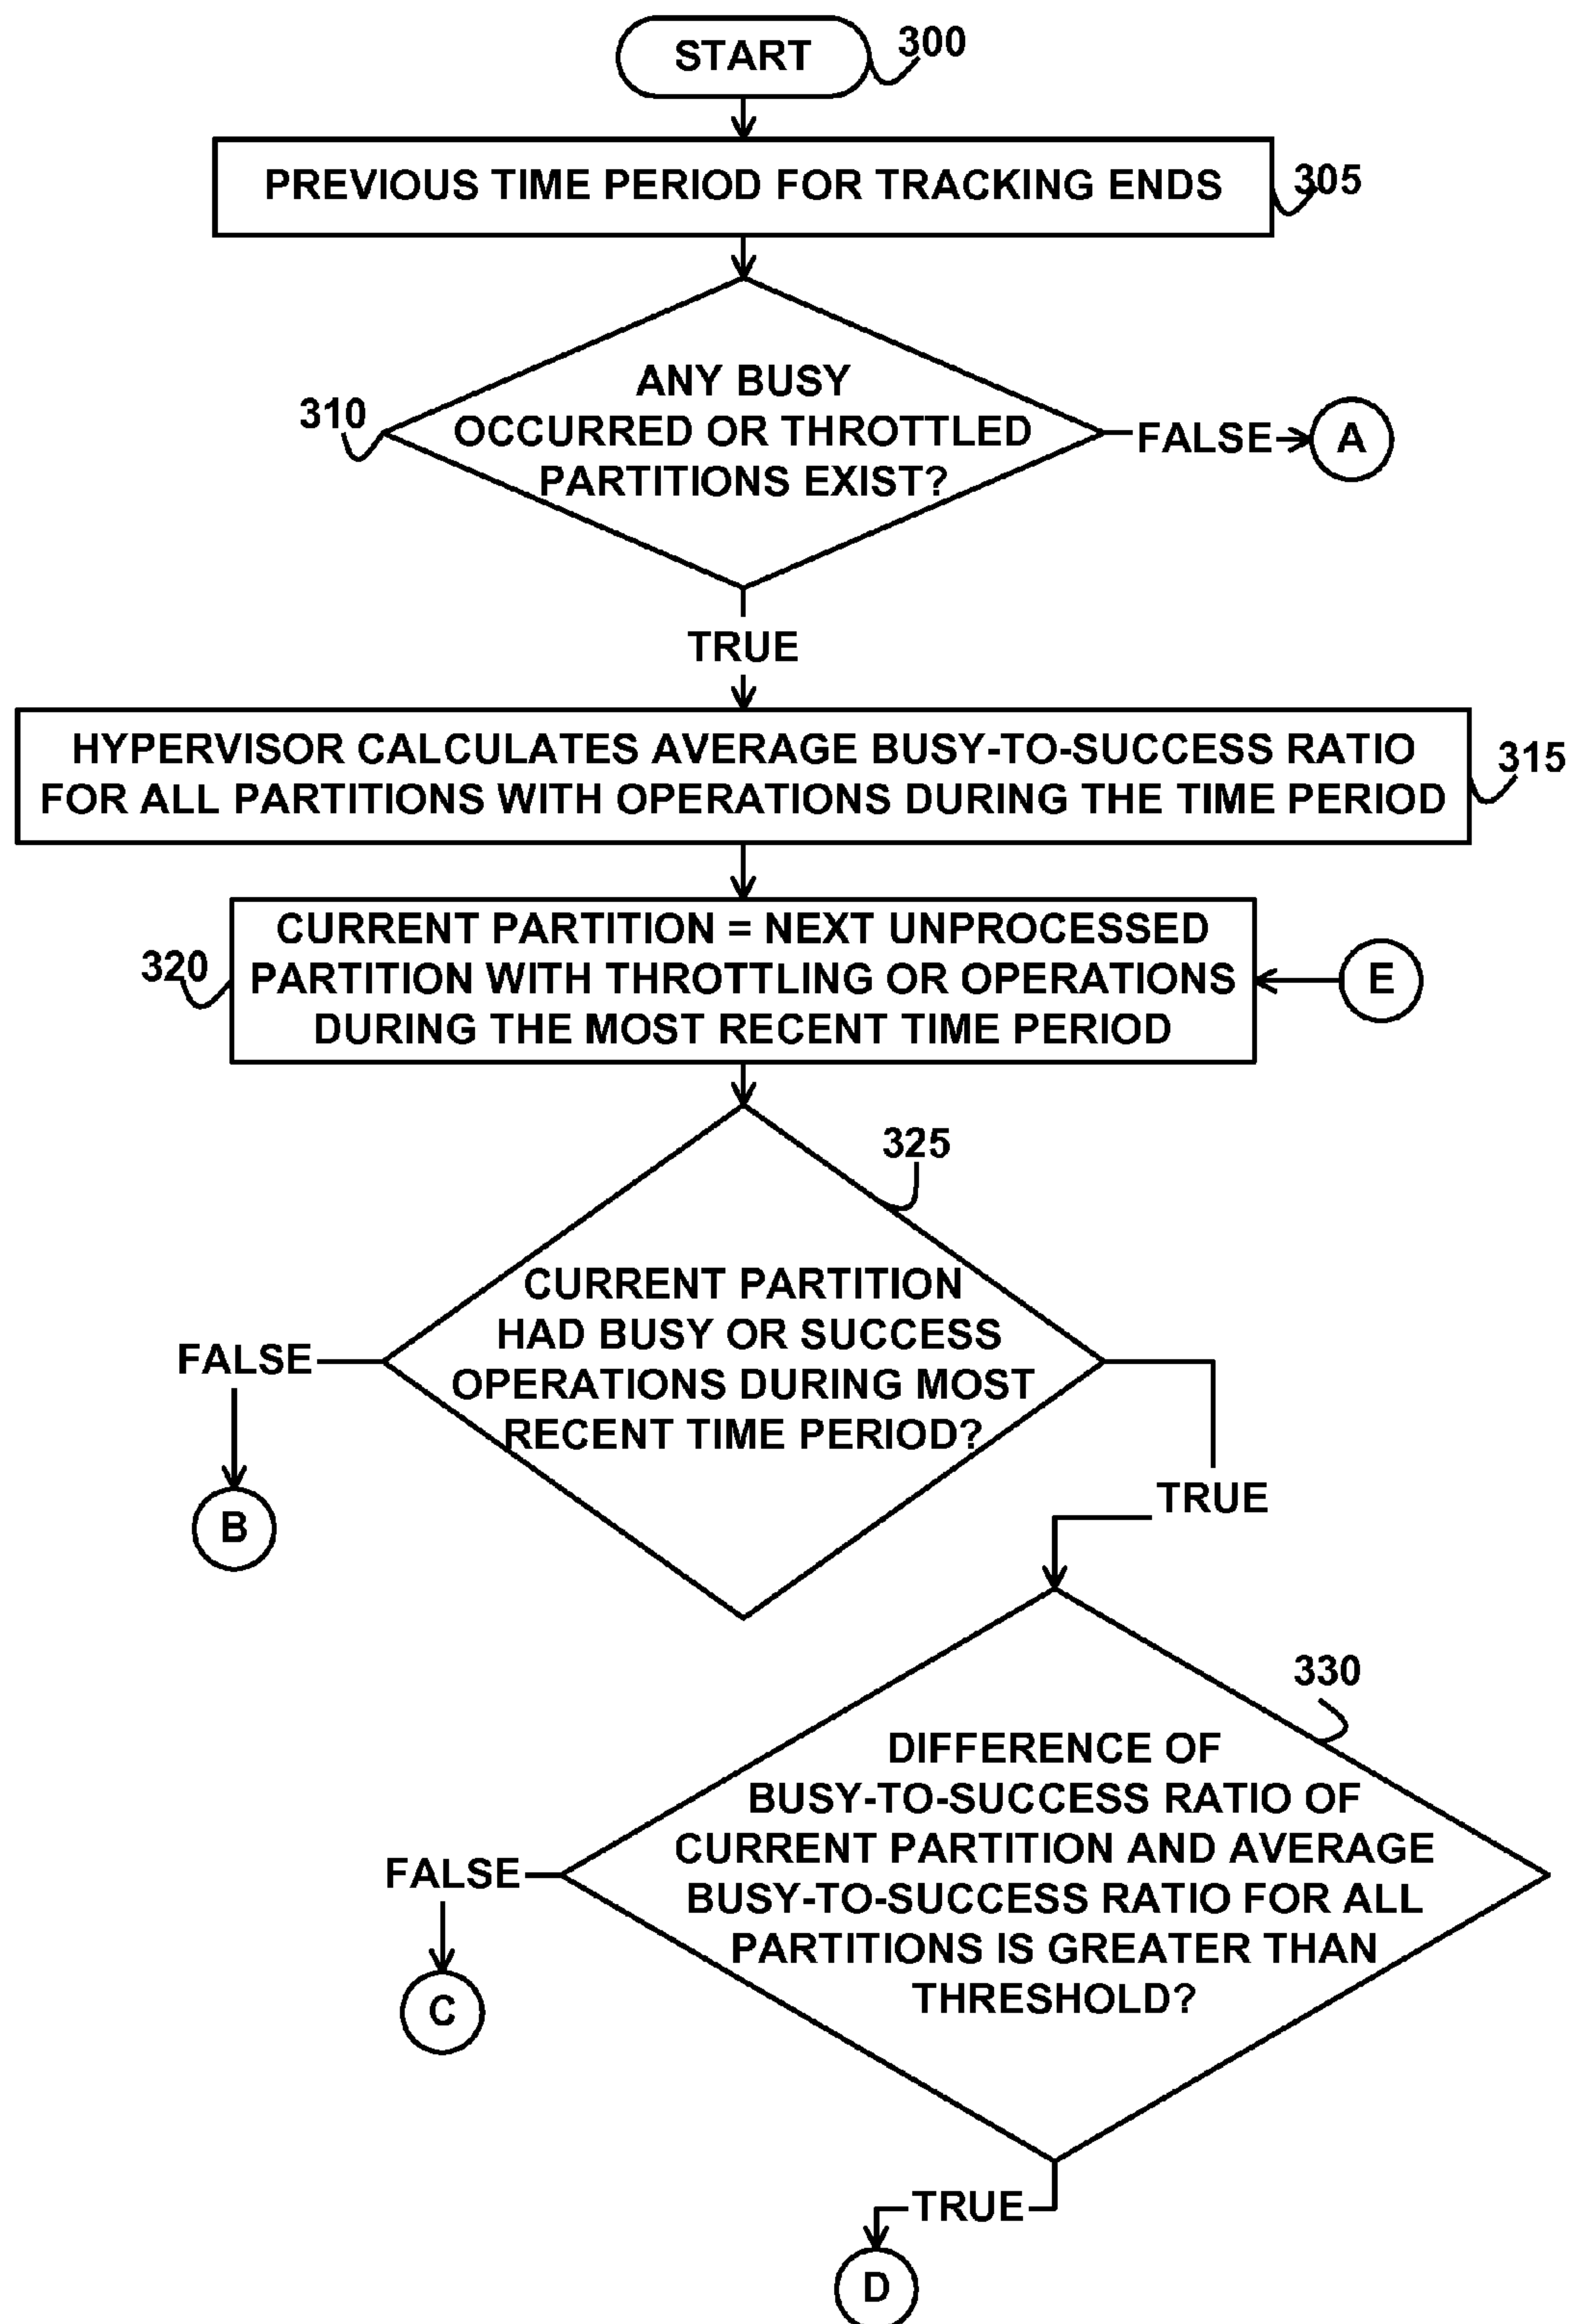 START
300
PREVIOUS TIME PERIOD FOR TRACKING ENDS
305
310
ANY BUSY
OCCURRED OR THROTTLED
PARTITIONS EXIST?
FALSE
A
TRUE
HYPERVISOR CALCULATES AVERAGE BUSY-TO-SUCCESS RATIO
FOR ALL PARTITIONS WITH OPERATIONS DURING THE TIME PERIOD
315
320
CURRENT PARTITION = NEXT UNPROCESSED
PARTITION WITH THROTTLING OR OPERATIONS
DURING THE MOST RECENT TIME PERIOD
E
325
CURRENT PARTITION
HAD BUSY OR SUCCESS
OPERATIONS DURING MOST
RECENT TIME PERIOD?
FALSE
B
TRUE
330
DIFFERENCE OF
BUSY-TO-SUCCESS RATIO OF
CURRENT PARTITION AND AVERAGE
BUSY-TO-SUCCESS RATIO FOR ALL
PARTITIONS IS GREATER THAN
THRESHOLD?
FALSE
C
TRUE
D